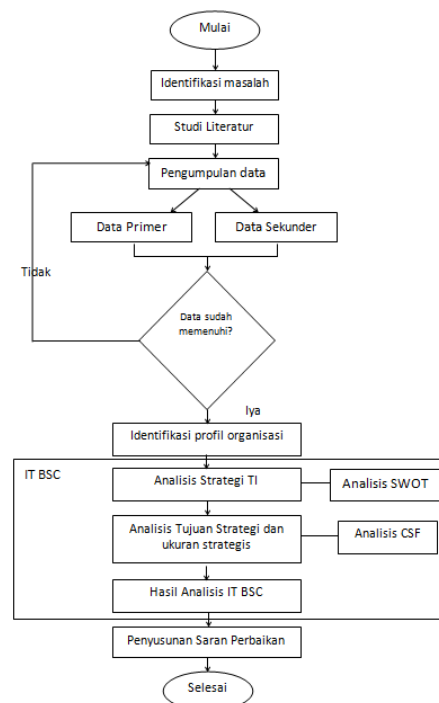 Mulai
Identifikasi masalah
Studi Literatur
Pengumpulan data
Data Primer
Data Sekunder
Tidak
Data sudah
memenuhi?
Iya
Identifikasi profil organisasi
IT BSC
Analisis Strategi TI
Analisis SWOT
Analisis Tujuan Strategi dan
ukuran strategis
Analisis CSF
Hasil Analisis IT BSC
Penyusunan Saran Perbaikan
Selesai